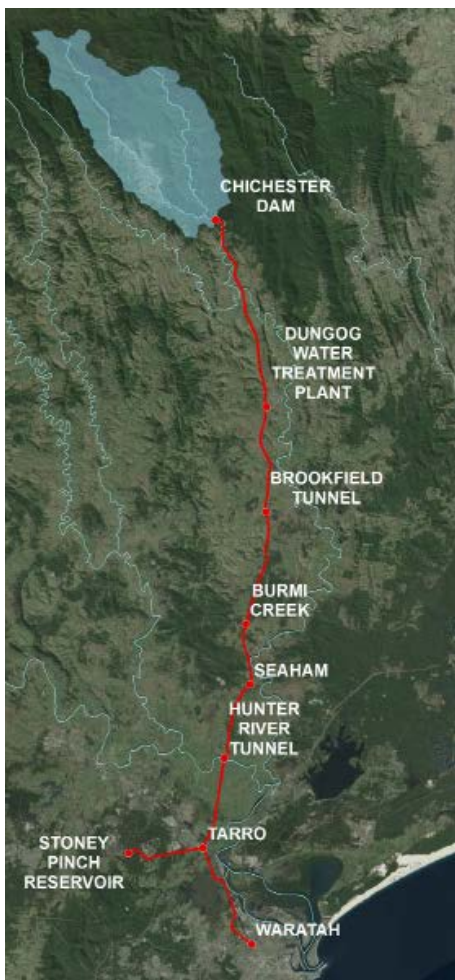 CHICHESTER
DAM
DUNGOG
WATER
TREATMENT
PLANT
BROOKFIELD
TUNNEL
BURMI
CREEK
SEAHAM
HUNTER
RIVER
TUNNEL
TARRO
STONEY
PINCH
RESERVOIR
WARATAH